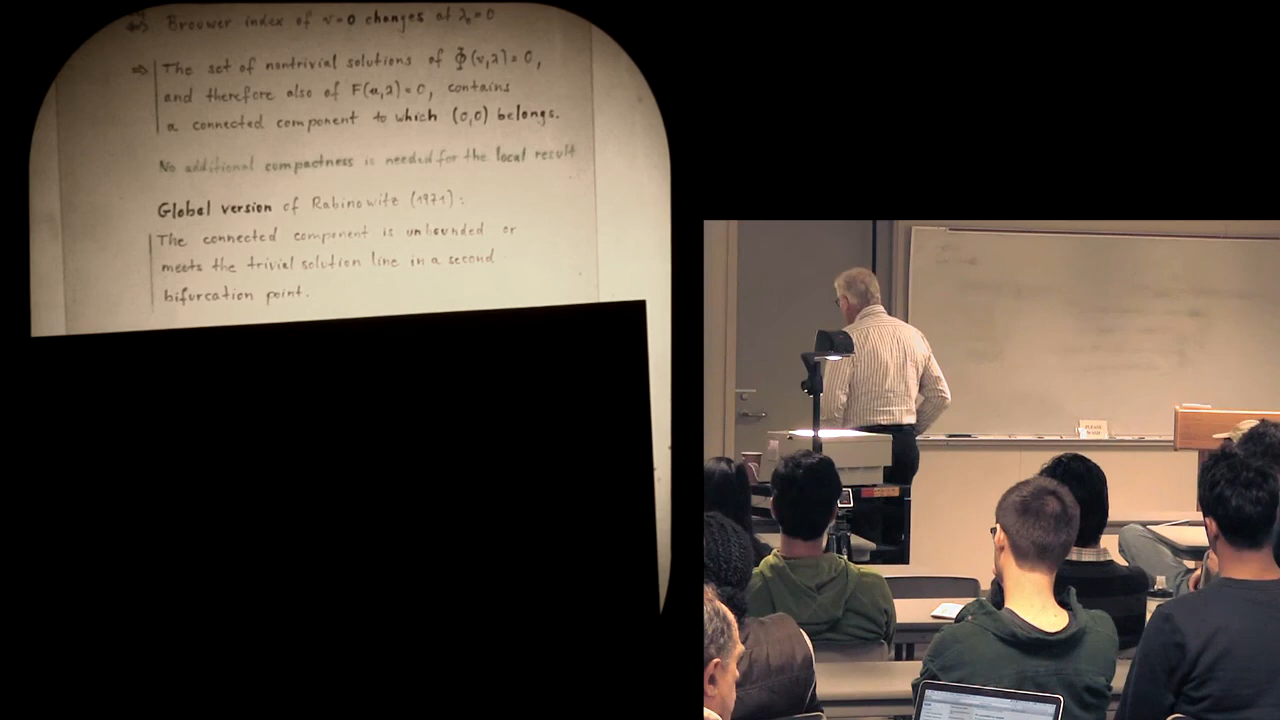 ⇔ Brouwer index of v=0 changes at λ₀=0
⇒ The set of nontrivial solutions of Φ̃(v,λ)=0,
and therefore also of F(u,λ)=0, contains
a connected component to which (0,0) belongs.
No additional compactness is needed for the local result
Global version of Rabinowitz (1971):
The connected component is unbounded or
meets the trivial solution line in a second
bifurcation point.
PLEASE